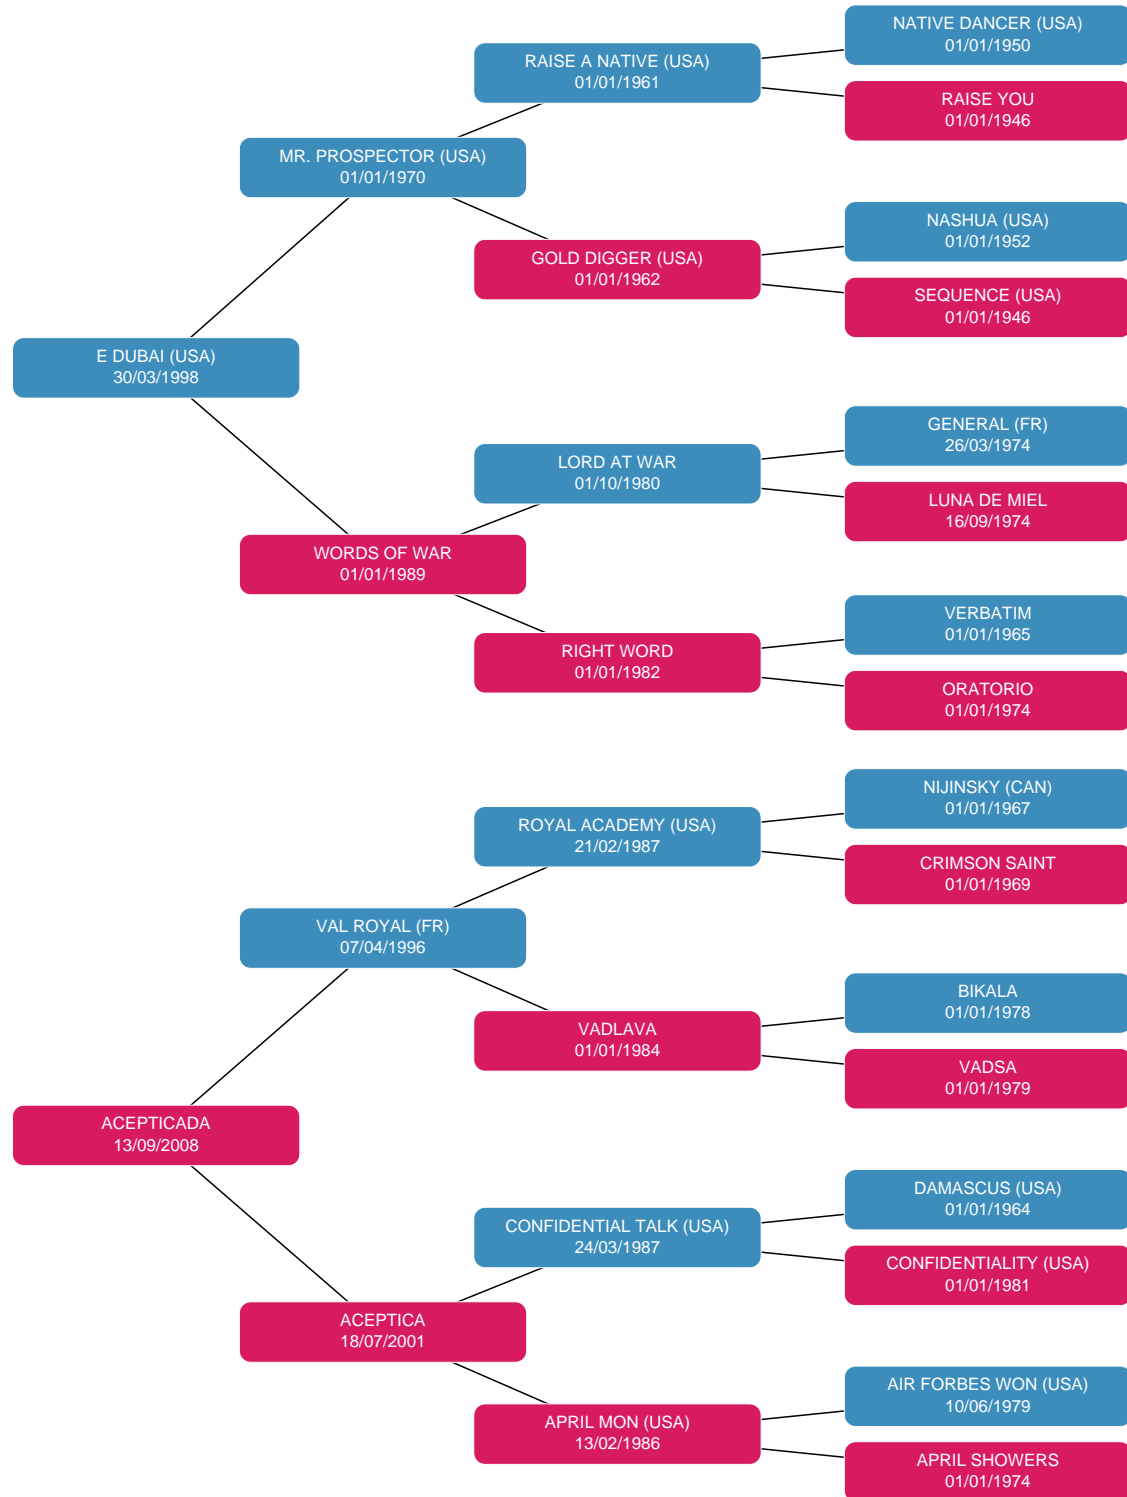 NATIVE DANCER (USA)
01/01/1950
RAISE A NATIVE (USA)
01/01/1961
RAISE YOU
01/01/1946
MR. PROSPECTOR (USA)
01/01/1970
NASHUA (USA)
01/01/1952
GOLD DIGGER (USA)
01/01/1962
SEQUENCE (USA)
01/01/1946
E DUBAI (USA)
30/03/1998
GENERAL (FR)
26/03/1974
LORD AT WAR
01/10/1980
LUNA DE MIEL
16/09/1974
WORDS OF WAR
01/01/1989
VERBATIM
01/01/1965
RIGHT WORD
01/01/1982
ORATORIO
01/01/1974
NIJINSKY (CAN)
01/01/1967
ROYAL ACADEMY (USA)
21/02/1987
CRIMSON SAINT
01/01/1969
VAL ROYAL (FR)
07/04/1996
BIKALA
01/01/1978
VADLAVA
01/01/1984
VADSA
01/01/1979
ACEPTICADA
13/09/2008
DAMASCUS (USA)
01/01/1964
CONFIDENTIAL TALK (USA)
24/03/1987
CONFIDENTIALITY (USA)
01/01/1981
ACEPTICA
18/07/2001
AIR FORBES WON (USA)
10/06/1979
APRIL MON (USA)
13/02/1986
APRIL SHOWERS
01/01/1974